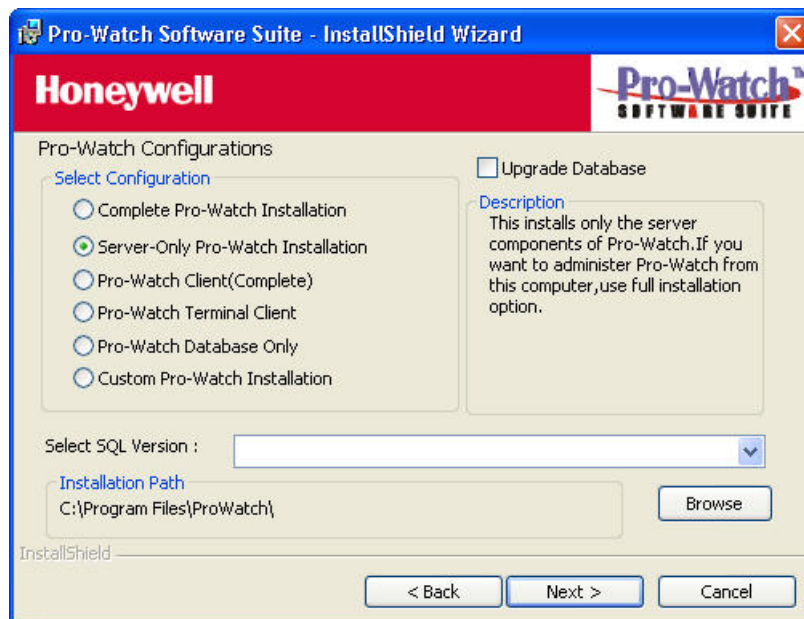 Pro-Watch Software Suite - InstallShield Wizard
Honeywell
Pro-Watch™
SOFTWARE SUITE
Pro-Watch Configurations
Select Configuration
Complete Pro-Watch Installation
Server-Only Pro-Watch Installation
Pro-Watch Client(Complete)
Pro-Watch Terminal Client
Pro-Watch Database Only
Custom Pro-Watch Installation
Upgrade Database
Description
This installs only the server
components of Pro-Watch.If you
want to administer Pro-Watch from
this computer,use full installation
option.
Select SQL Version :
Installation Path
C:\Program Files\ProWatch\
Browse
InstallShield
< Back
Next >
Cancel